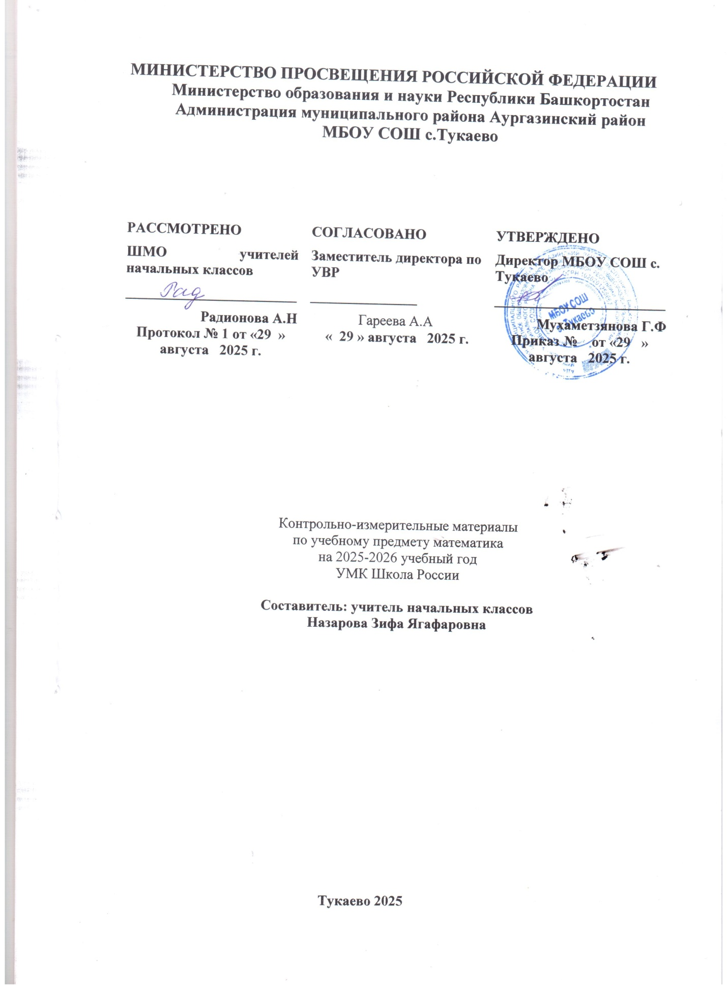 МИНИСТЕРСТВО ПРОСВЕЩЕНИЯ РОССИЙСКОЙ ФЕДЕРАЦИИ
Министерство образования и науки Республики Башкортостан
Администрация муниципального района Аургазинский район
МБОУ СОШ с.Тукаево
РАССМОТРЕНО
ШМО учителей
начальных классов
Рад
Радионова А.Н
Протокол № 1 от «29 »
августа 2025 г.
СОГЛАСОВАНО
Заместитель директора по
УВР
Гареева А.А
« 29 » августа 2025 г.
УТВЕРЖДЕНО
Директор МБОУ СОШ с.
Тукаево
Мухаметзянова Г.Ф
Приказ № от «29 »
августа 2025 г.
МБОУ СОШ
с. Тукаево
Контрольно-измерительные материалы
по учебному предмету математика
на 2025-2026 учебный год
УМК Школа России
Составитель: учитель начальных классов
Назарова Зифа Ягафаровна
Тукаево 2025